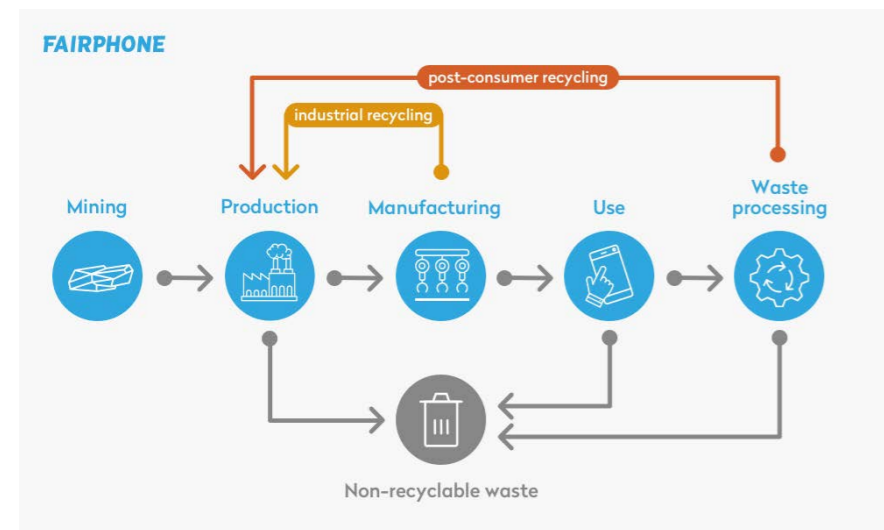 FAIRPHONE
post-consumer recycling
industrial recycling
Mining
Production
Manufacturing
Use
Waste
processing
Non-recyclable waste